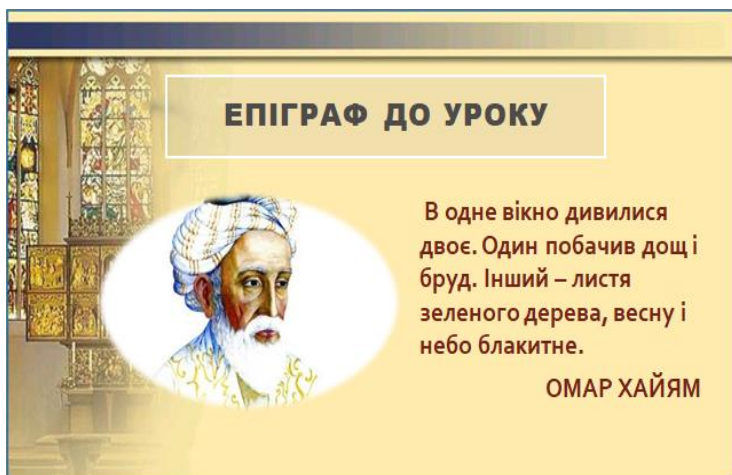 ЕПІГРАФ ДО УРОКУ
В одне вікно дивилися
двоє. Один побачив дощ і
бруд. Інший – листя
зеленого дерева, весну і
небо блакитне.
ОМАР ХАЙЯМ